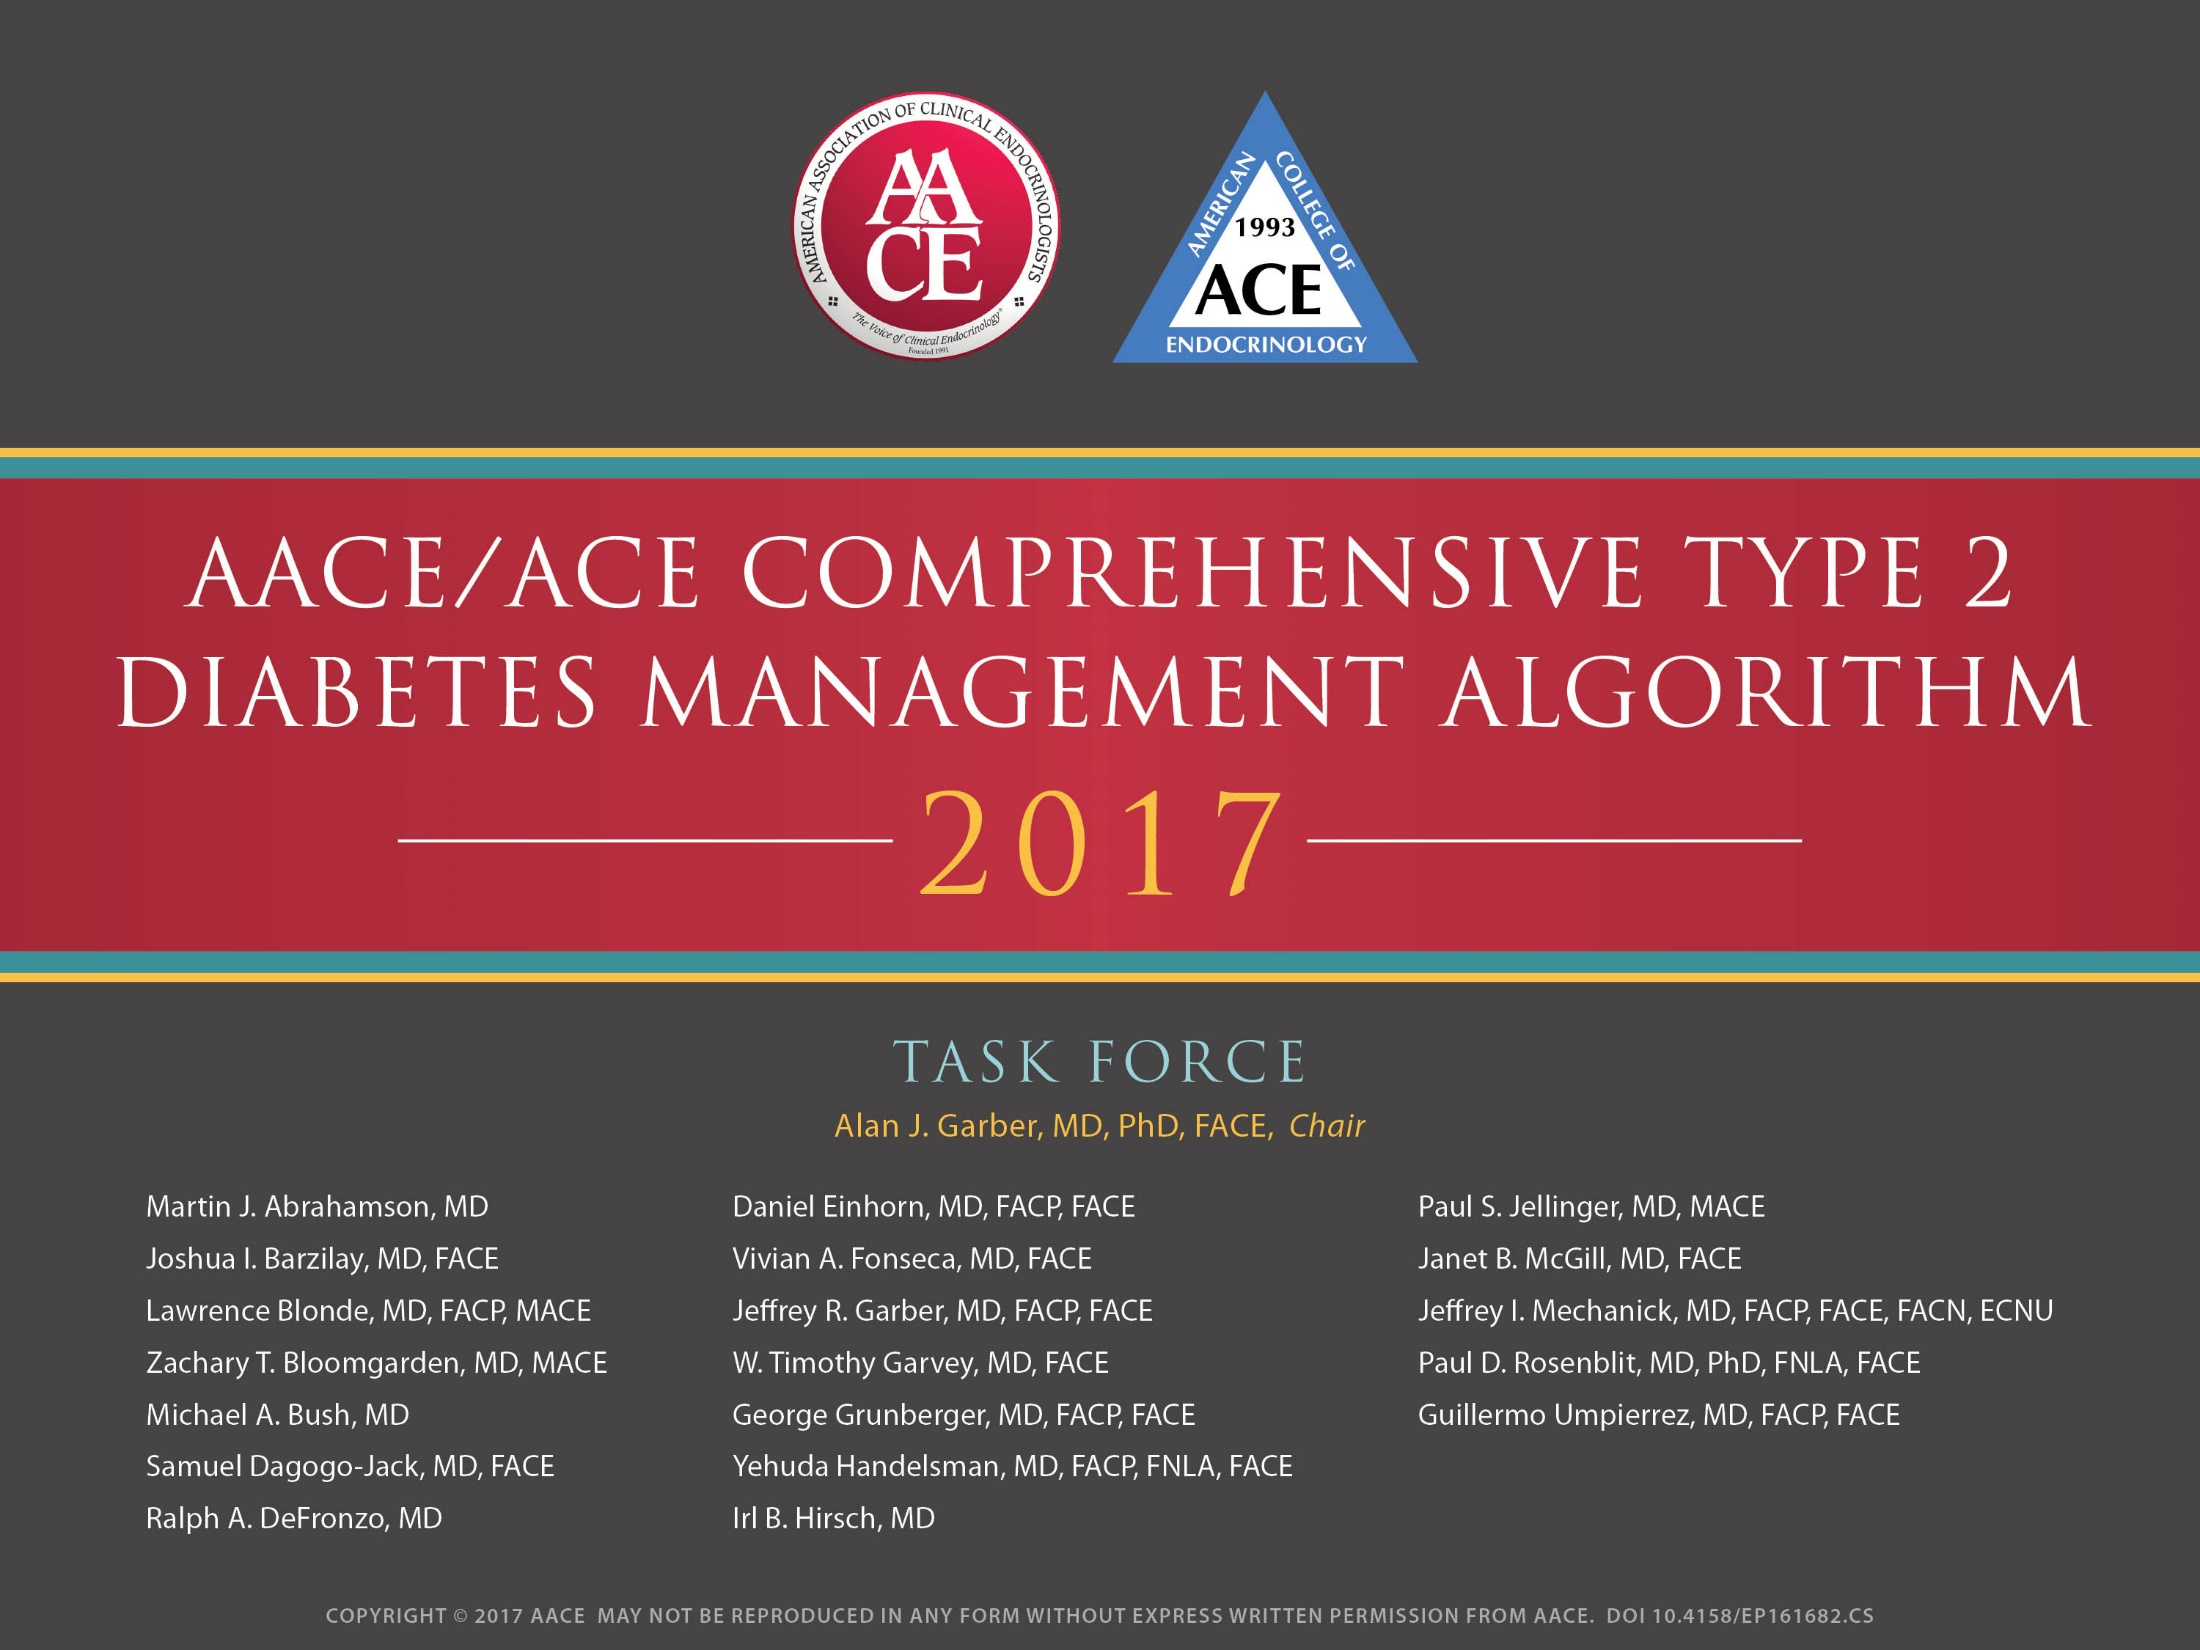 AMERICAN ASSOCIATION OF CLINICAL ENDOCRINOLOGISTS
AA
CE
The Voice of Clinical Endocrinology®
Founded 1991
AMERICAN COLLEGE OF
1993
ACE
ENDOCRINOLOGY
AACE/ACE COMPREHENSIVE TYPE 2
DIABETES MANAGEMENT ALGORITHM
2017
TASK FORCE
Alan J. Garber, MD, PhD, FACE, Chair
Martin J. Abrahamson, MD
Joshua I. Barzilay, MD, FACE
Lawrence Blonde, MD, FACP, MACE
Zachary T. Bloomgarden, MD, MACE
Michael A. Bush, MD
Samuel Dagogo-Jack, MD, FACE
Ralph A. DeFronzo, MD
Daniel Einhorn, MD, FACP, FACE
Vivian A. Fonseca, MD, FACE
Jeffrey R. Garber, MD, FACP, FACE
W. Timothy Garvey, MD, FACE
George Grunberger, MD, FACP, FACE
Yehuda Handelsman, MD, FACP, FNLA, FACE
Irl B. Hirsch, MD
Paul S. Jellinger, MD, MACE
Janet B. McGill, MD, FACE
Jeffrey I. Mechanick, MD, FACP, FACE, FACN, ECNU
Paul D. Rosenblit, MD, PhD, FNLA, FACE
Guillermo Umpierrez, MD, FACP, FACE
COPYRIGHT © 2017 AACE MAY NOT BE REPRODUCED IN ANY FORM WITHOUT EXPRESS WRITTEN PERMISSION FROM AACE. DOI 10.4158/EP161682.CS